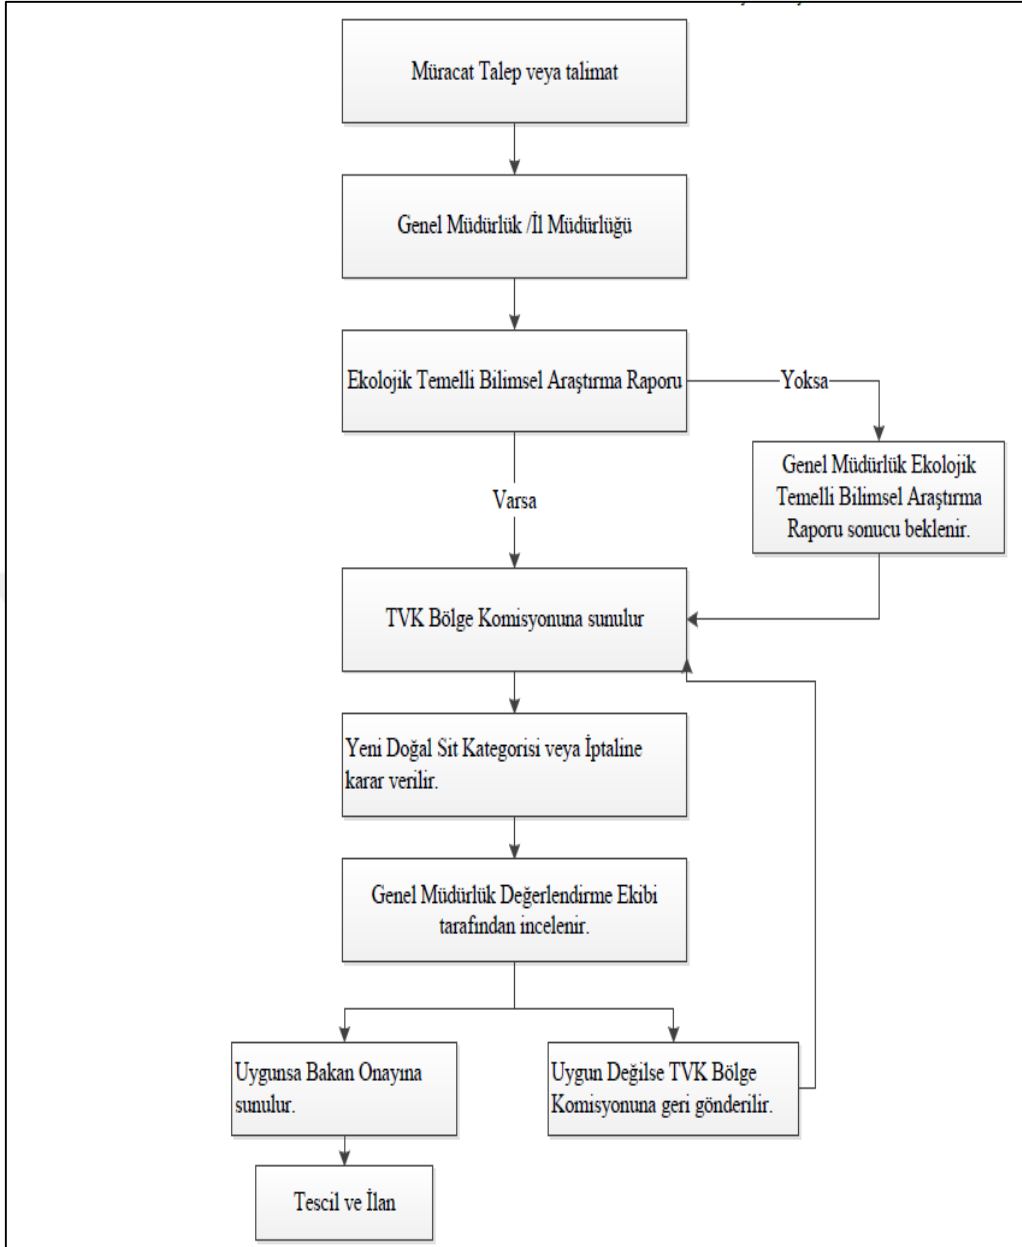 Müracat Talep veya talimat
Genel Müdürlük /İl Müdürlüğü
Ekolojik Temelli Bilimsel Araştırma Raporu
Yoksa
Genel Müdürlük Ekolojik
Temelli Bilimsel Araştırma
Raporu sonucu beklenir.
Varsa
TVK Bölge Komisyonuna sunulur
Yeni Doğal Sit Kategorisi veya İptaline
karar verilir.
Genel Müdürlük Değerlendirme Ekibi
tarafından incelenir.
Uygunsa Bakan Onayına
sunulur.
Uygun Değilse TVK Bölge
Komisyonuna geri gönderilir.
Tescil ve İlan